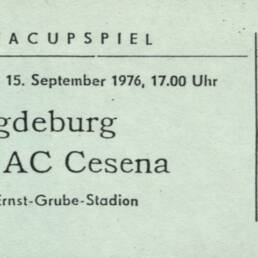 ACUPSPIEL
15. September 1976, 17.00 Uhr
gdeburg
AC Cesena
Ernst-Grube-Stadion